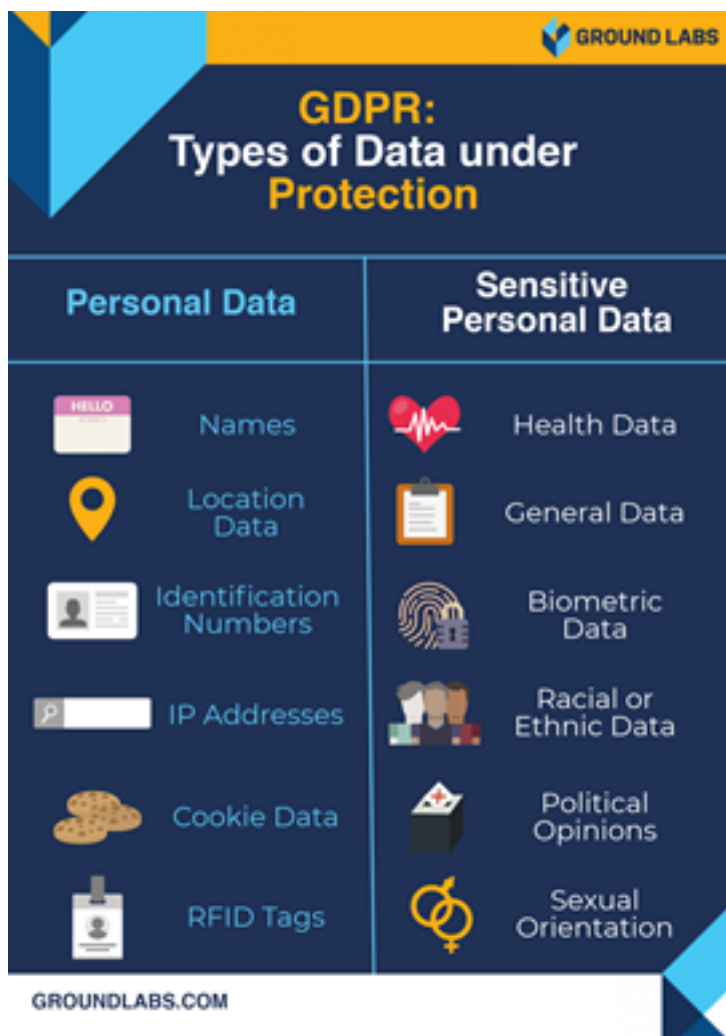 GROUND LABS
GDPR:
Types of Data under
Protection
Personal Data
Sensitive
Personal Data
HELLO
Names
Health Data
Location
Data
General Data
Identification
Numbers
Biometric
Data
IP Addresses
Racial or
Ethnic Data
Cookie Data
Political
Opinions
RFID Tags
Sexual
Orientation
GROUNDLABS.COM